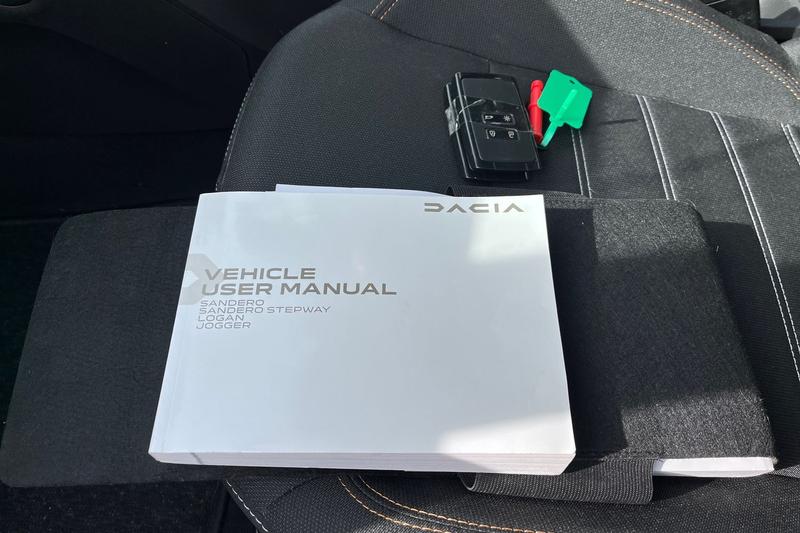 DACIA
VEHICLE
USER MANUAL
SANDERO
SANDERO STEPWAY
LOGAN
JOGGER